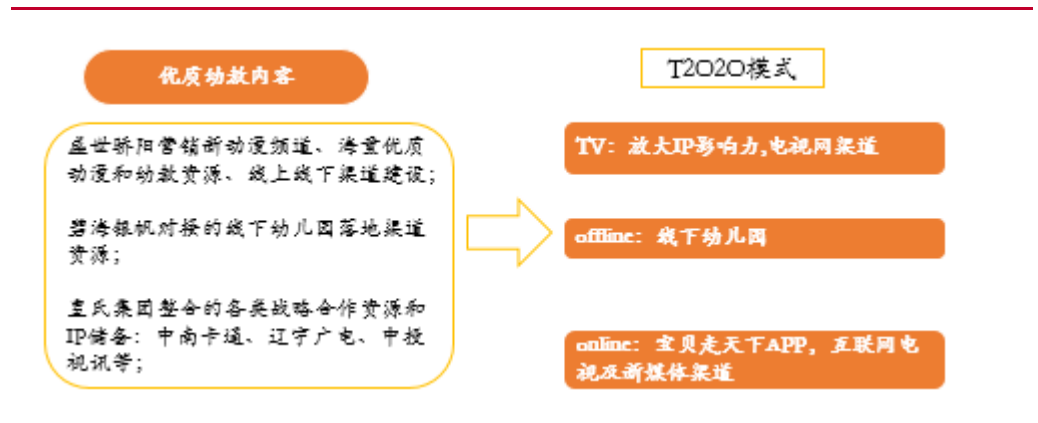 优质幼教内容
盛世骄阳营销新动漫频道、海量优质
动漫和幼教资源、线上线下渠道建设；
碧海银帆对接的线下幼儿园落地渠道
资源；
皇氏集团整合的各类战略合作资源和
IP储备：中南卡通、辽宁广电、中投
视讯等；
T2O2O模式
TV：放大IP影响力,电视网渠道
offline：线下幼儿园
online：宝贝走天下APP，互联网电
视及新媒体渠道